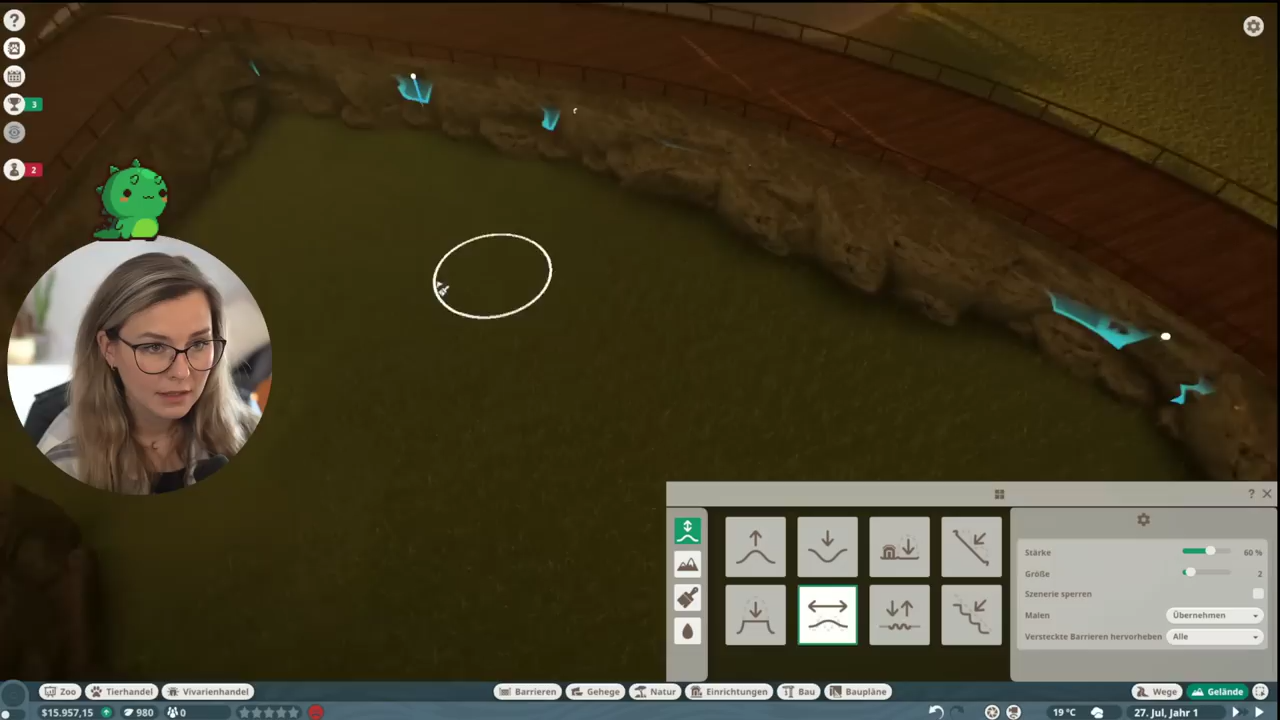 ?
3
2
?
Stärke 60 %
Größe 2
Szenerie sperren
Malen Übernehmen
Versteckte Barrieren hervorheben Alle
Zoo Tierhandel Vivarienhandel Barrieren Gehege Natur Einrichtungen Bau Baupläne Wege Gelände
$15.957,15 980 0 19 °C 27. Jul, Jahr 1